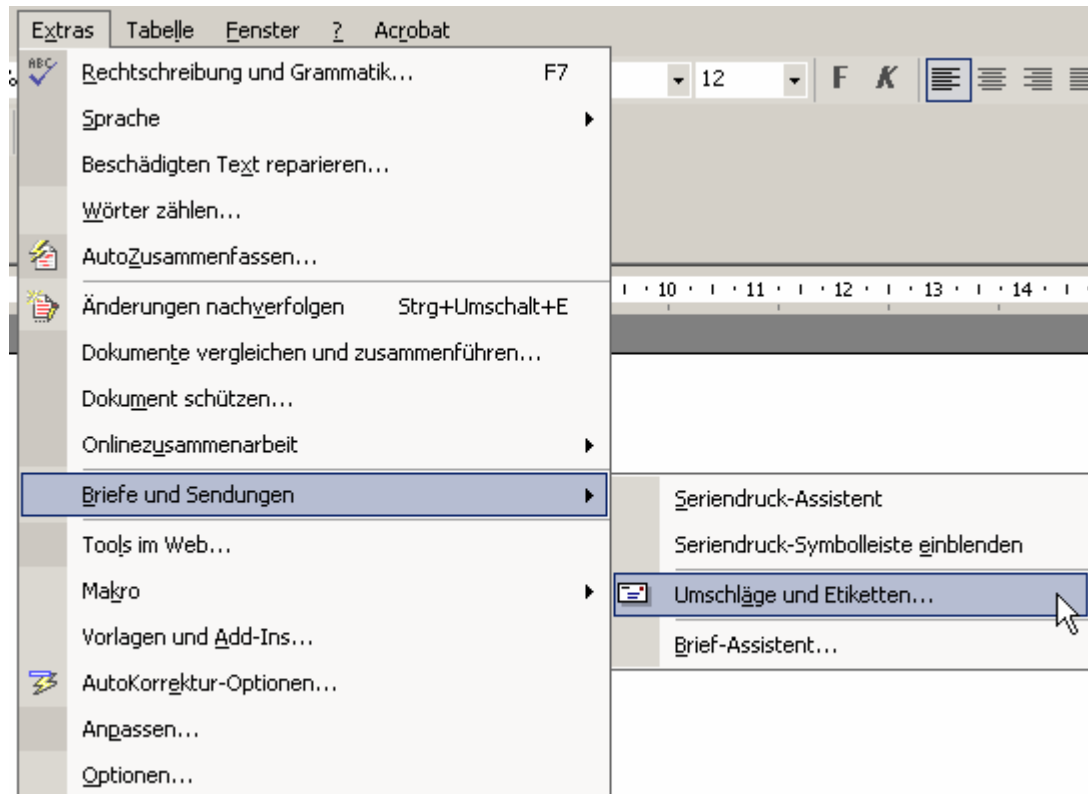 Extras Tabelle Fenster ? Acrobat
ABC Rechtschreibung und Grammatik... F7
12 F K
Sprache
Beschädigten Text reparieren...
Wörter zählen...
AutoZusammenfassen...
Änderungen nachverfolgen Strg+Umschalt+E
10 11 12 13 14
Dokumente vergleichen und zusammenführen...
Dokument schützen...
Onlinezusammenarbeit
Briefe und Sendungen
Seriendruck-Assistent
Seriendruck-Symbolleiste einblenden
Umschläge und Etiketten...
Brief-Assistent...
Tools im Web...
Makro
Vorlagen und Add-Ins...
AutoKorrektur-Optionen...
Anpassen...
Optionen...